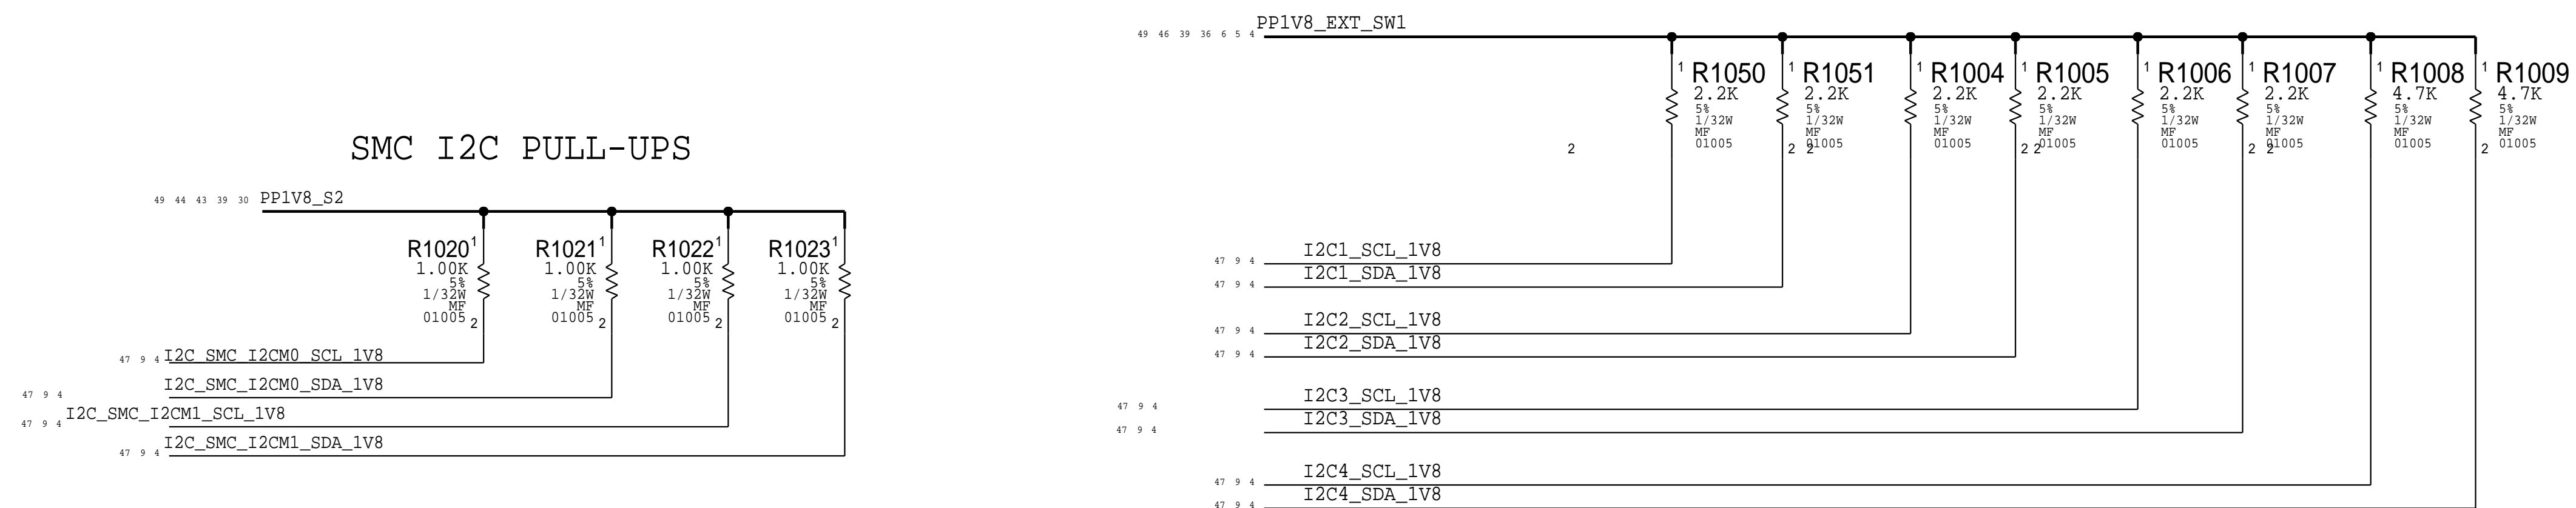 PP1V8_EXT_SW1
49 46 39 36 6 5 4
1 R1050 1 R1051 1 R1004 1 R1005 1 R1006 1 R1007 1 R1008 1 R1009
2.2K 2.2K 2.2K 2.2K 2.2K 2.2K 4.7K 4.7K
5% 5% 5% 5% 5% 5% 5% 5%
1/32W 1/32W 1/32W 1/32W 1/32W 1/32W 1/32W 1/32W
MF MF MF MF MF MF MF MF
01005 01005 01005 01005 01005 01005 01005 01005
2 2 2 2 2 2 2 2
SMC I2C PULL-UPS
49 44 43 39 30 PP1V8_S2
R1020 1 R1021 1 R1022 1 R1023 1
1.00K 1.00K 1.00K 1.00K
5% 5% 5% 5%
1/32W 1/32W 1/32W 1/32W
MF MF MF MF
01005 2 01005 2 01005 2 01005 2
47 9 4 I2C_SMC_I2CM0_SCL_1V8
I2C_SMC_I2CM0_SDA_1V8
47 9 4
I2C_SMC_I2CM1_SCL_1V8
47 9 4
I2C_SMC_I2CM1_SDA_1V8
47 9 4
I2C1_SCL_1V8
47 9 4
I2C1_SDA_1V8
47 9 4
I2C2_SCL_1V8
47 9 4
I2C2_SDA_1V8
47 9 4
I2C3_SCL_1V8
47 9 4
I2C3_SDA_1V8
47 9 4
I2C4_SCL_1V8
47 9 4
I2C4_SDA_1V8
47 9 4